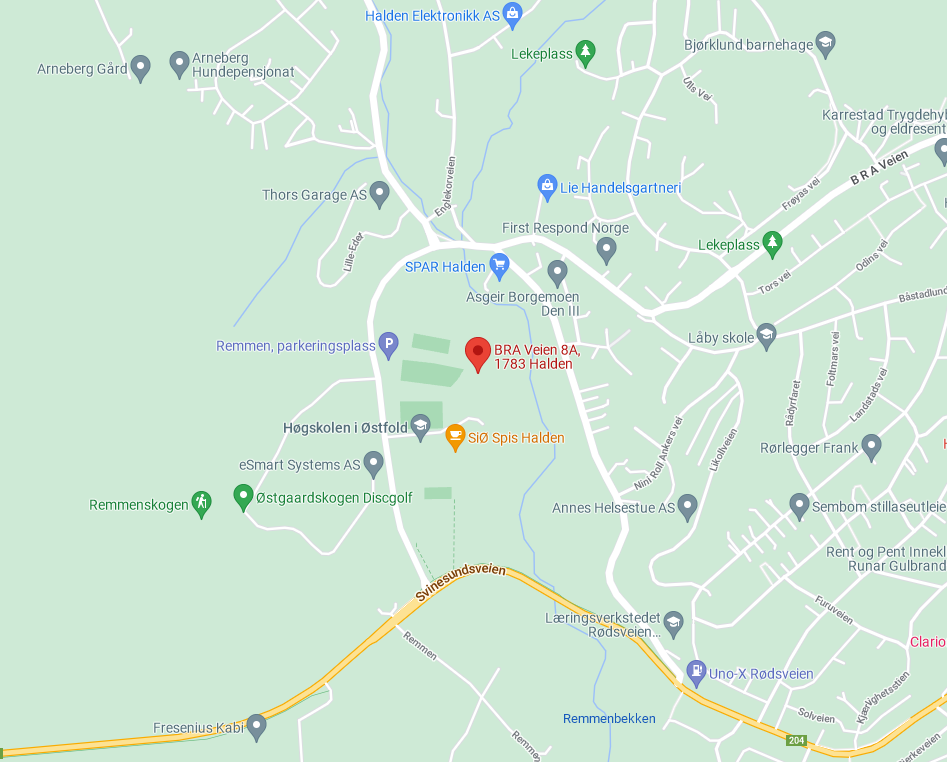 Halden Elektronikk AS
Lekeplass
Bjørklund barnehage
Arneberg Gård
Arneberg
Hundepensjonat
Ulls Vei
Karrestad Trygdehy
og eldresent
B R A Veien
Englekorveien
Thors Garage AS
Lie Handelsgartneri
Frøyas vei
First Respond Norge
Lille-Eder
Lekeplass
SPAR Halden
Odins vei
Tors vei
Asgeir Borgemoen
Den III
Båstadlund
Låby skole
Remmen, parkeringsplass
BRA Veien 8A,
1783 Halden
Foltmars vei
Rådyrfaret
Landstads vei
Høgskolen i Østfold
SiØ Spis Halden
Nini Roll Ankers vei
Likollveien
Rørlegger Frank
eSmart Systems AS
Remmenskogen
Østgaardskogen Discgolf
Annes Helsestue AS
Sembom stillaseutleie
Rent og Pent Innekl
Runar Gulbrand
Svinesundsveien
Furuveien
Læringsverkstedet
Rødsveien...
Remmen
Clario
Uno-X Rødsveien
Kjærlighetsstien
Solveien
Remmenbekken
Fresenius Kabi
Remmen
204